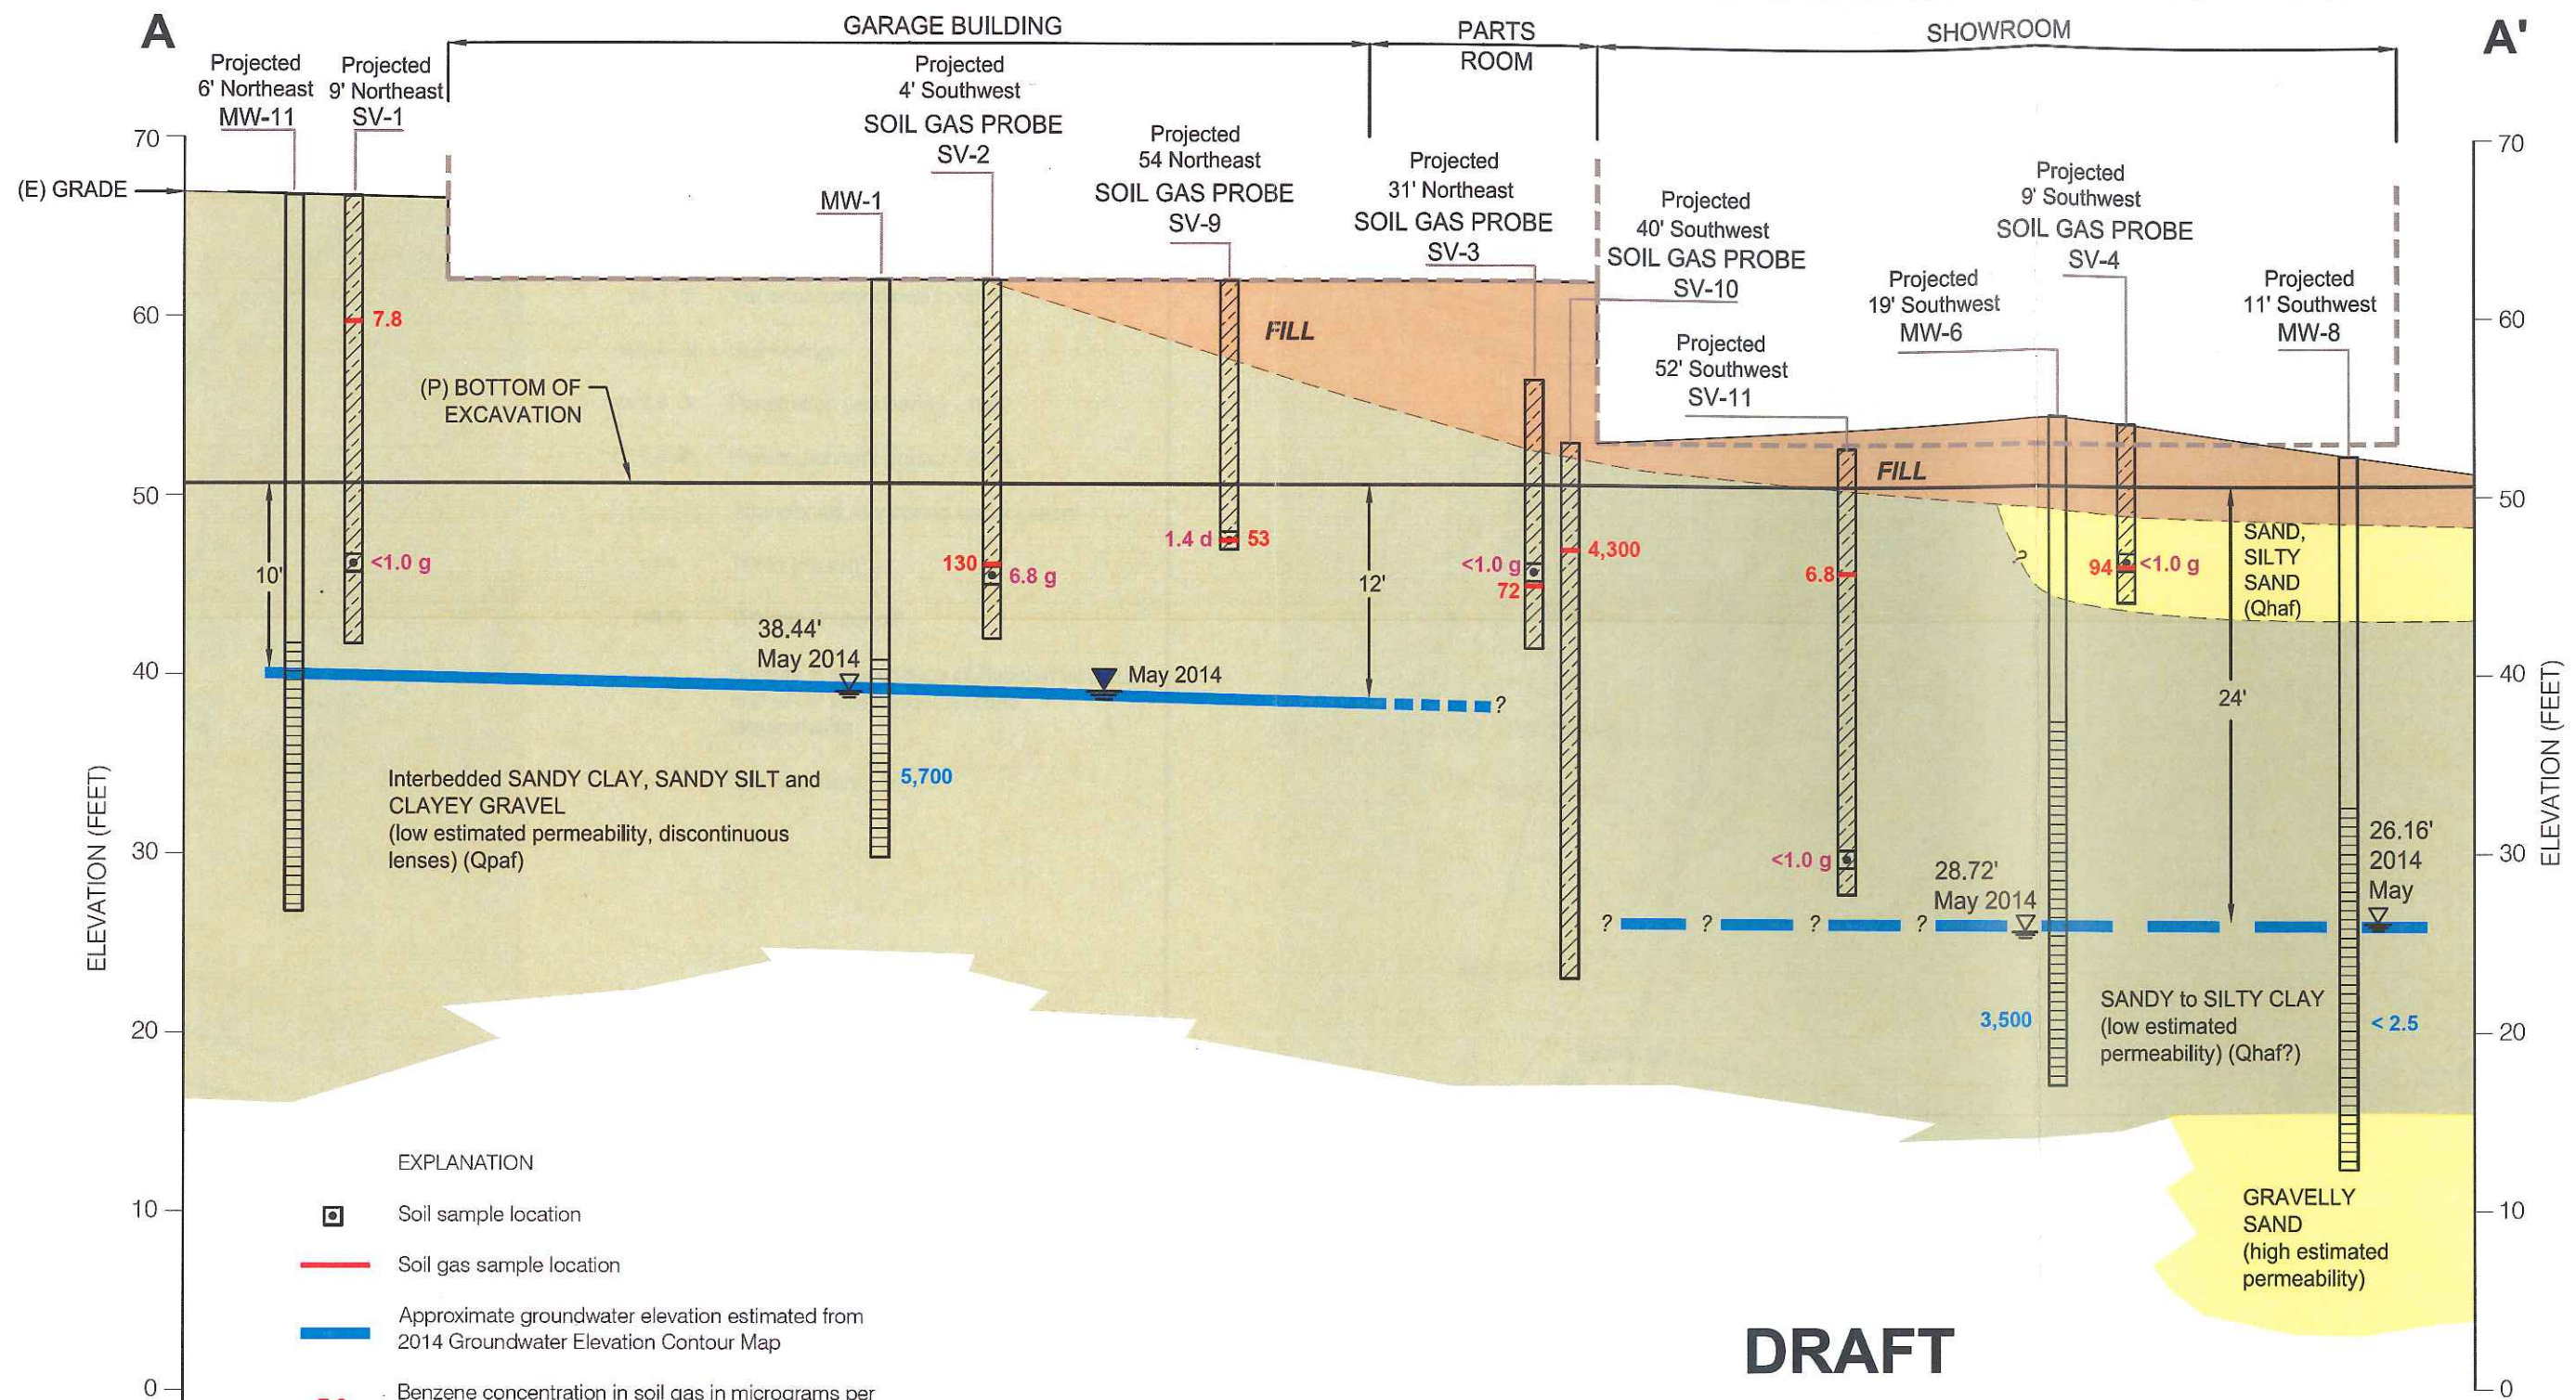 A
GARAGE BUILDING
PARTS
ROOM
SHOWROOM
A'
Projected
6' Northeast
MW-11
Projected
9' Northeast
SV-1
Projected
4' Southwest
SOIL GAS PROBE
SV-2
MW-1
Projected
54 Northeast
SOIL GAS PROBE
SV-9
Projected
31' Northeast
SOIL GAS PROBE
SV-3
Projected
40' Southwest
SOIL GAS PROBE
SV-10
Projected
52' Southwest
SV-11
Projected
19' Southwest
MW-6
Projected
9' Southwest
SOIL GAS PROBE
SV-4
Projected
11' Southwest
MW-8
(E) GRADE
70
60
50
40
30
20
10
0
ELEVATION (FEET)
7.8
<1.0 g
10'
(P) BOTTOM OF
EXCAVATION
38.44'
May 2014
5,700
130
6.8 g
May 2014
FILL
1.4 d
53
12'
?
<1.0 g
72
4,300
FILL
6.8
<1.0 g
?
94
<1.0 g
SAND,
SILTY
SAND
(Qhaf)
24'
28.72'
May 2014
? ? ? ?
26.16'
2014
May
3,500
< 2.5
Interbedded SANDY CLAY, SANDY SILT and
CLAYEY GRAVEL
(low estimated permeability, discontinuous
lenses) (Qpaf)
SANDY to SILTY CLAY
(low estimated
permeability) (Qhaf?)
GRAVELLY
SAND
(high estimated
permeability)
70
60
50
40
30
20
10
0
ELEVATION (FEET)
EXPLANATION
Soil sample location
Soil gas sample location
Approximate groundwater elevation estimated from
2014 Groundwater Elevation Contour Map
Benzene concentration in soil gas in micrograms per
DRAFT